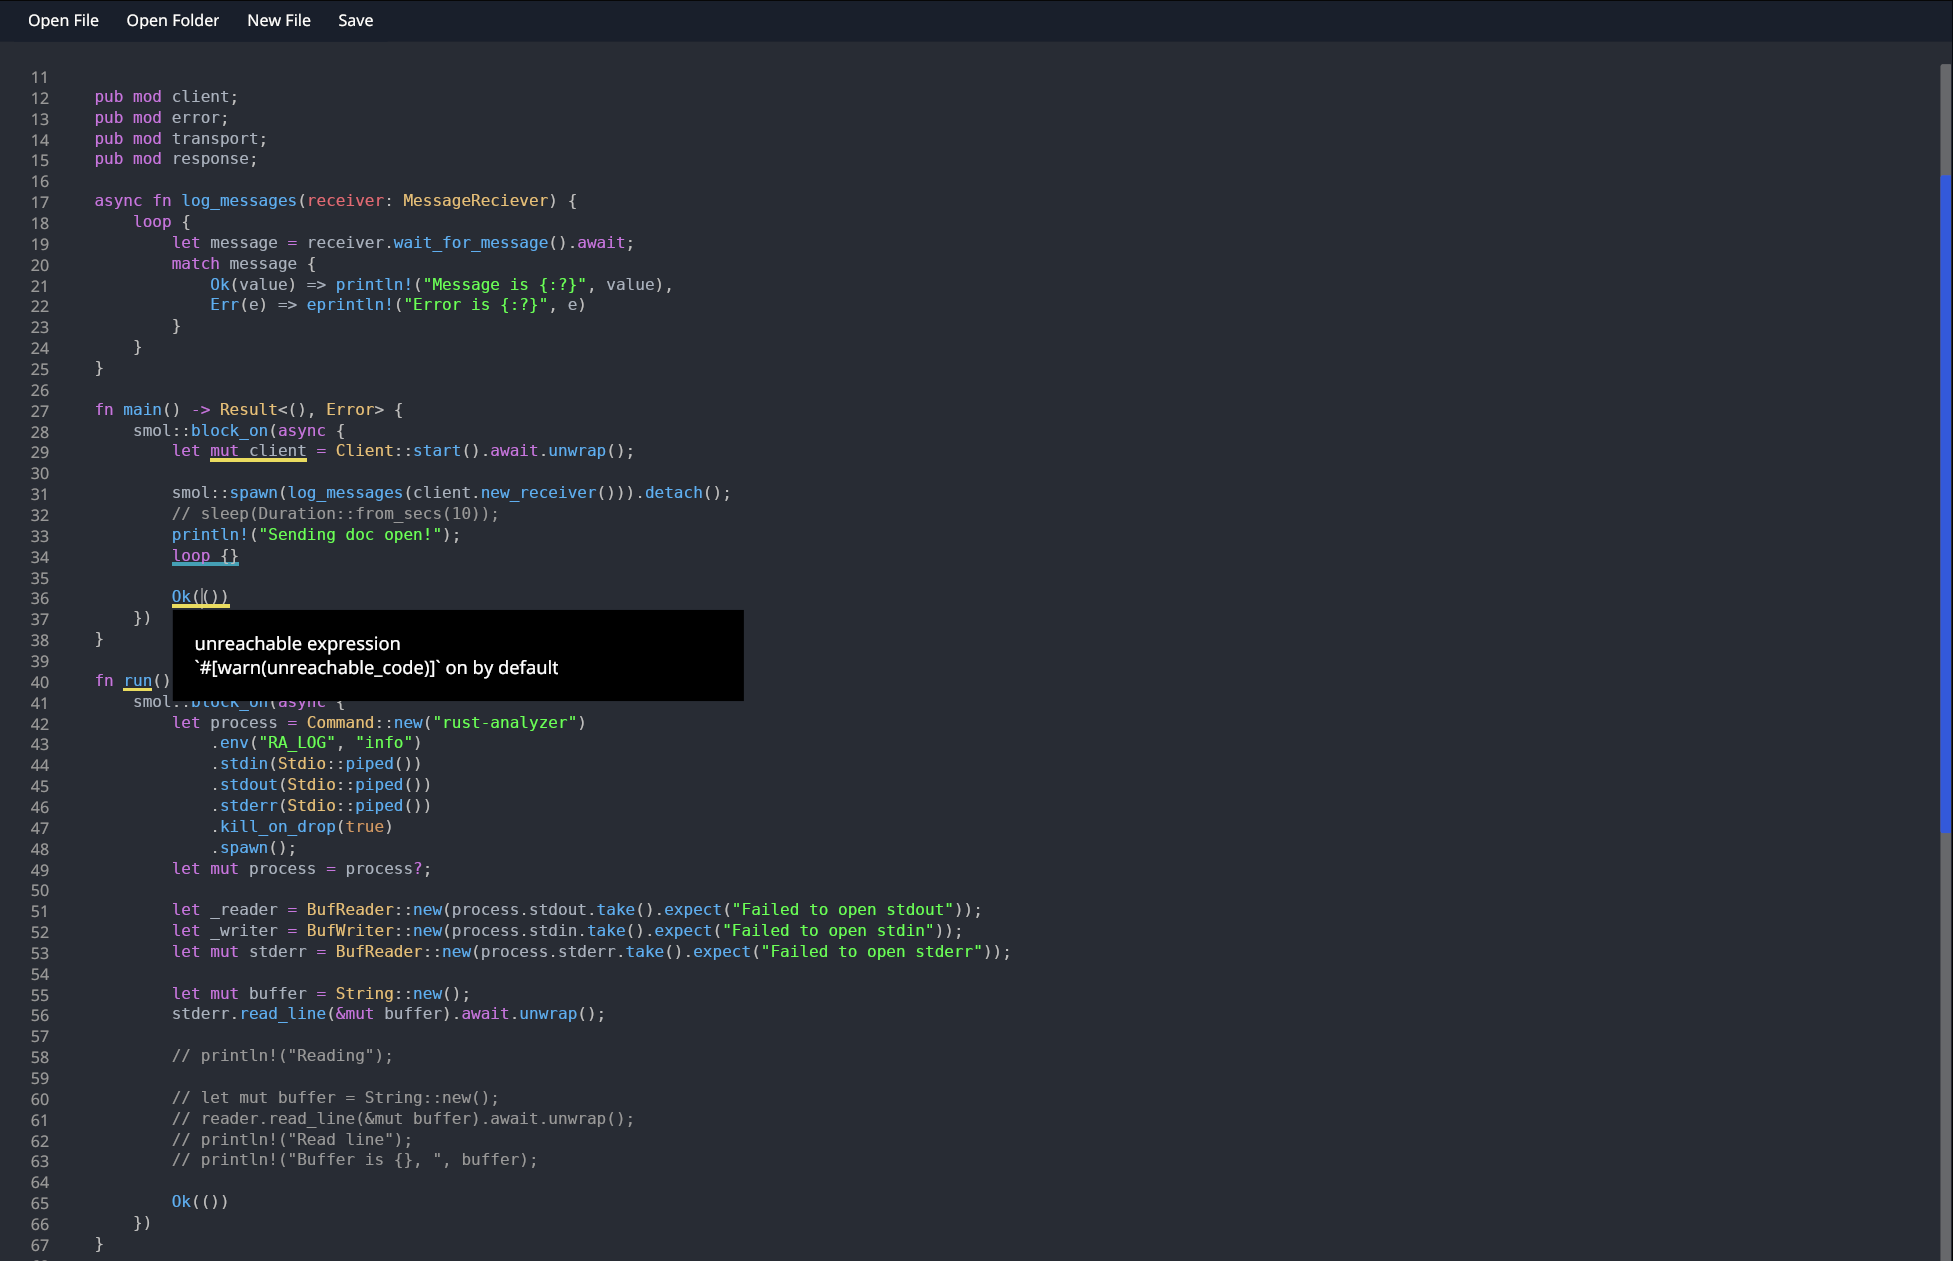 Open File Open Folder New File Save
11
12 pub mod client;
13 pub mod error;
14 pub mod transport;
15 pub mod response;
16
17 async fn log_messages(receiver: MessageReciever) {
18     loop {
19         let message = receiver.wait_for_message().await;
20         match message {
21             Ok(value) => println!("Message is {:?}", value),
22             Err(e) => eprintln!("Error is {:?}", e)
23         }
24     }
25 }
26
27 fn main() -> Result<(), Error> {
28     smol::block_on(async {
29         let mut client = Client::start().await.unwrap();
30
31         smol::spawn(log_messages(client.new_receiver())).detach();
32         // sleep(Duration::from_secs(10));
33         println!("Sending doc open!");
34         loop {}
35
36         Ok(())
37     })
38 }
unreachable expression
`#[warn(unreachable_code)]` on by default
39
40 fn run()
41     smol::block_on(async {
42         let process = Command::new("rust-analyzer")
43             .env("RA_LOG", "info")
44             .stdin(Stdio::piped())
45             .stdout(Stdio::piped())
46             .stderr(Stdio::piped())
47             .kill_on_drop(true)
48             .spawn();
49         let mut process = process?;
50
51         let _reader = BufReader::new(process.stdout.take().expect("Failed to open stdout"));
52         let _writer = BufWriter::new(process.stdin.take().expect("Failed to open stdin"));
53         let mut stderr = BufReader::new(process.stderr.take().expect("Failed to open stderr"));
54
55         let mut buffer = String::new();
56         stderr.read_line(&mut buffer).await.unwrap();
57
58         // println!("Reading");
59
60         // let mut buffer = String::new();
61         // reader.read_line(&mut buffer).await.unwrap();
62         // println!("Read line");
63         // println!("Buffer is {}, ", buffer);
64
65         Ok(())
66     })
67 }